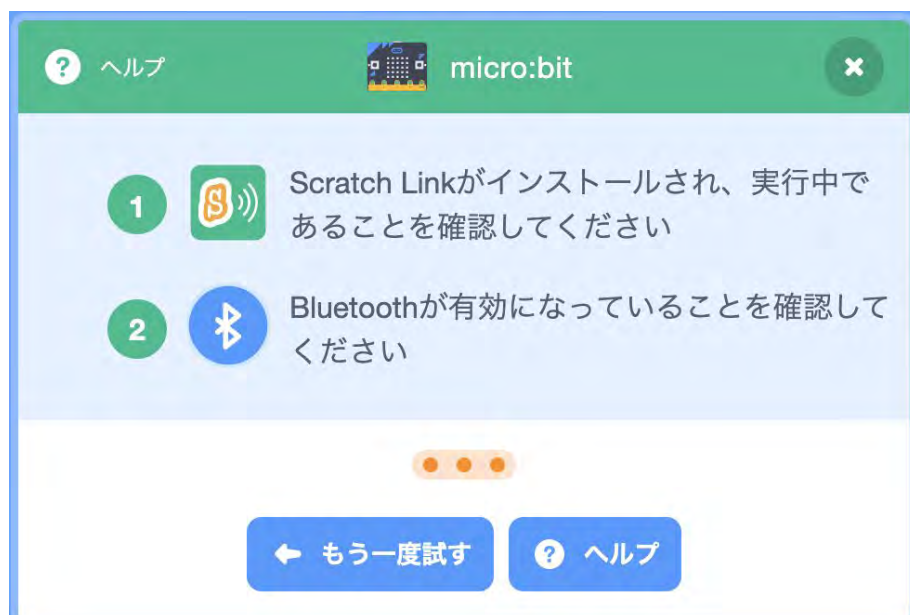 ヘルプ
micro:bit
1
Scratch Linkがインストールされ、実行中で
あることを確認してください
2
Bluetoothが有効になっていることを確認して
ください
もう一度試す
ヘルプ